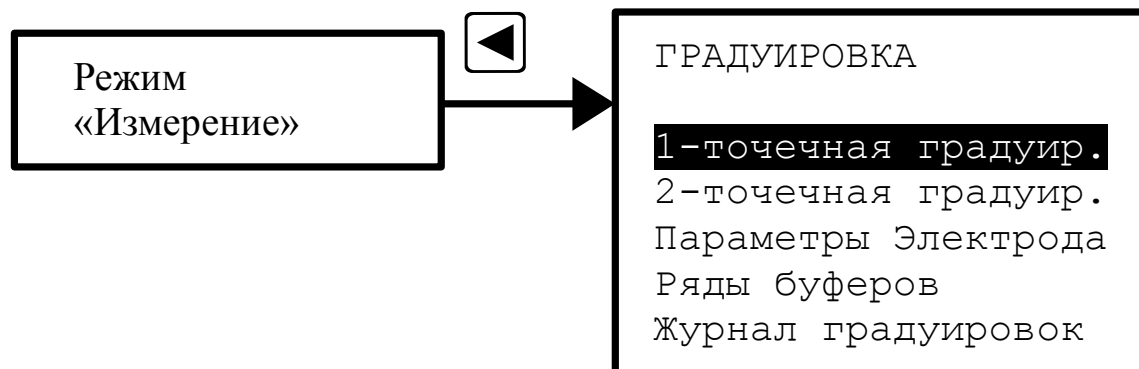 Режим
«Измерение»
ГРАДУИРОВКА
1-точечная градуир.
2-точечная градуир.
Параметры Электрода
Ряды буферов
Журнал градуировок